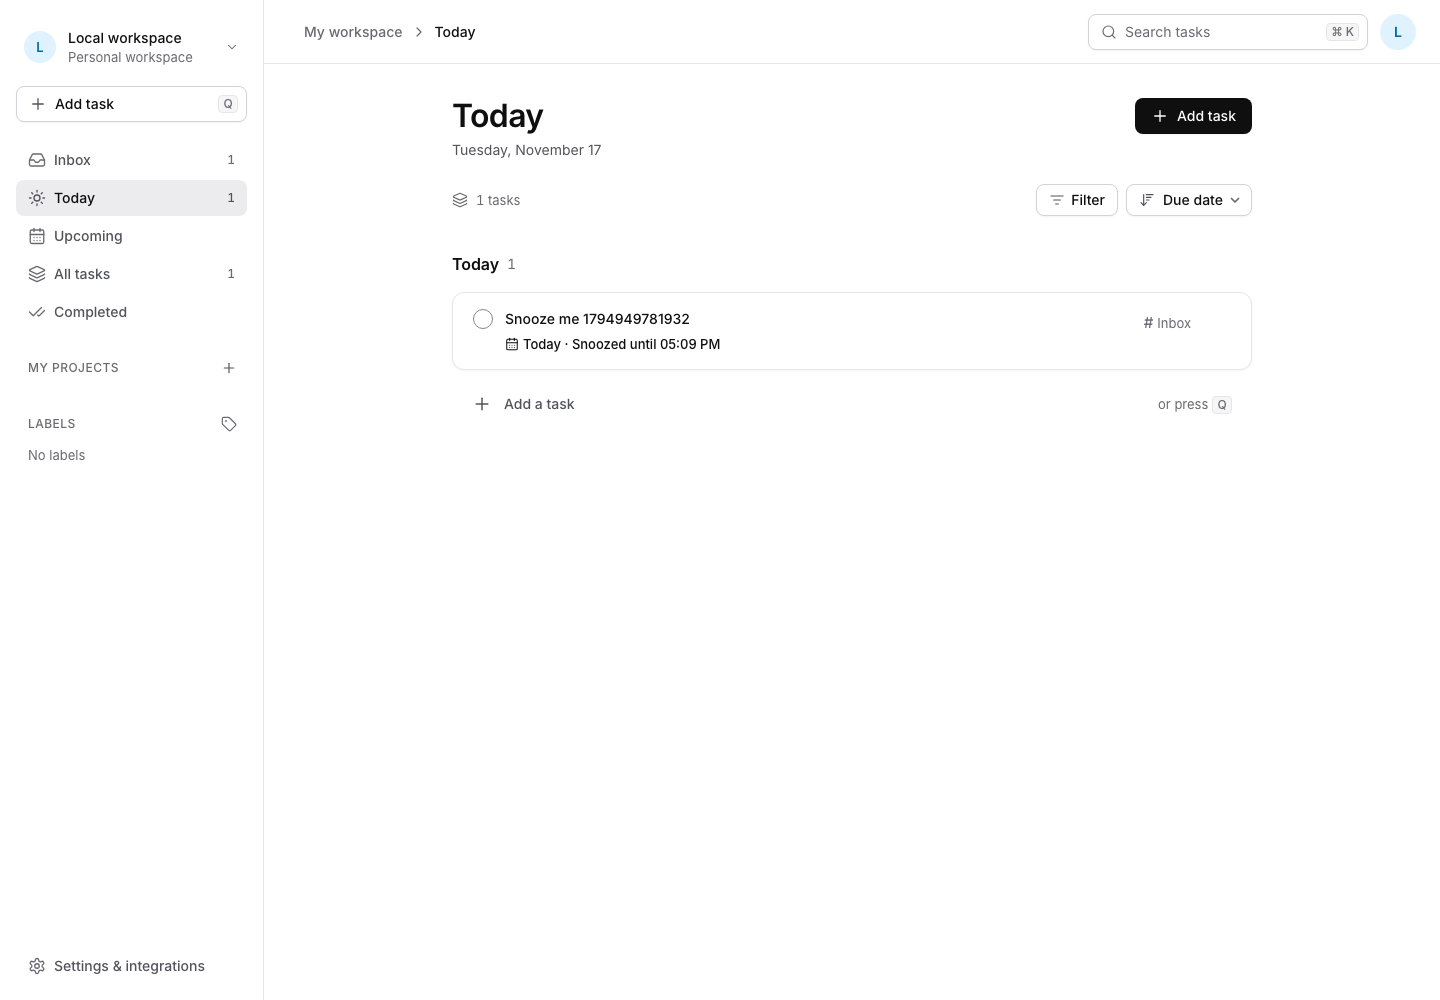 Local workspace
Personal workspace
L
Add task Q
Inbox 1
Today 1
Upcoming
All tasks 1
Completed
MY PROJECTS
LABELS
No labels
Settings & integrations
My workspace > Today
Search tasks ⌘ K
L
Today
Add task
Tuesday, November 17
1 tasks
Filter
Due date
Today 1
Snooze me 1794949781932
# Inbox
Today · Snoozed until 05:09 PM
Add a task
or press Q